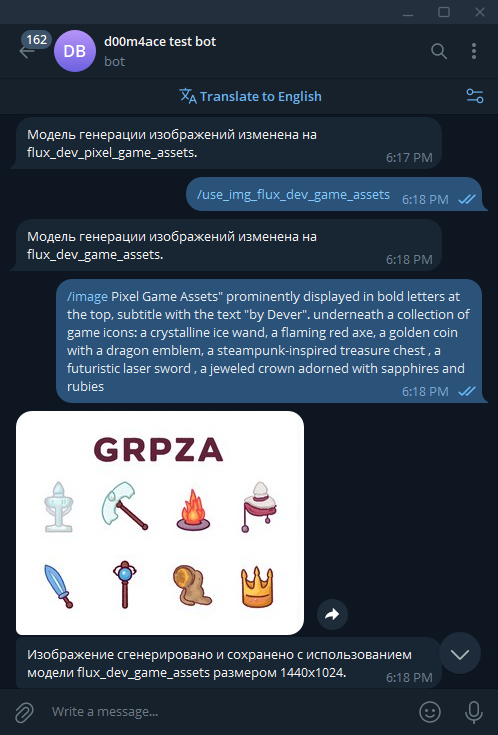 162
DB
d00m4ace test bot
bot
Translate to English
Модель генерации изображений изменена на
flux_dev_pixel_game_assets.
6:17 PM
/use_img_flux_dev_game_assets
6:18 PM
Модель генерации изображений изменена на
flux_dev_game_assets.
6:18 PM
/image Pixel Game Assets" prominently displayed in bold letters at
the top, subtitle with the text "by Dever". underneath a collection of
game icons: a crystalline ice wand, a flaming red axe, a golden coin
with a dragon emblem, a steampunk-inspired treasure chest , a
futuristic laser sword , a jeweled crown adorned with sapphires and
rubies
6:18 PM
GRPZA
Изображение сгенерировано и сохранено с использованием
модели flux_dev_game_assets размером 1440x1024.
6:18 PM
Write a message...